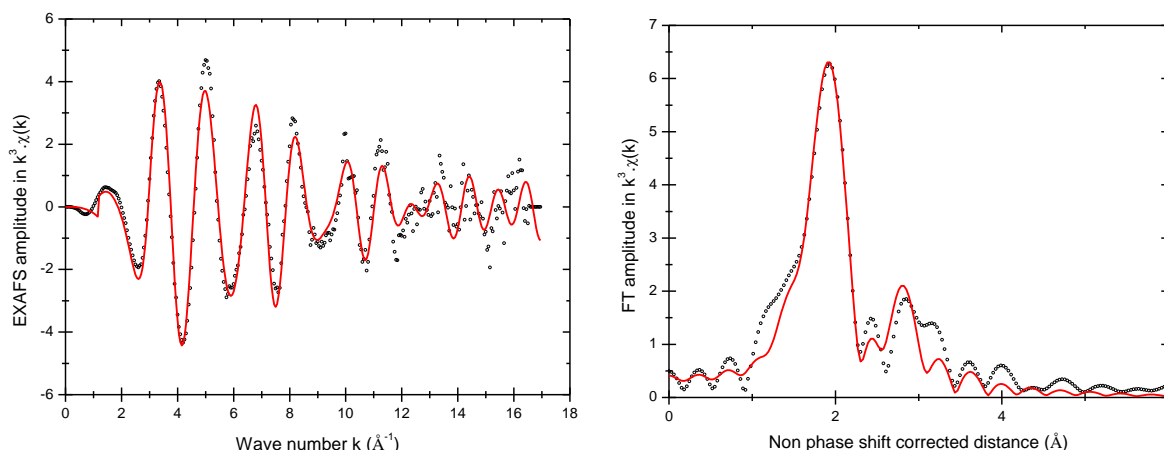 6
4
2
0
-2
-4
-6
0 2 4 6 8 10 12 14 16 18
EXAFS amplitude in k³.χ(k)
Wave number k (Å⁻¹)
7
6
5
4
3
2
1
0
0 2 4
FT amplitude in k³.χ(k)
Non phase shift corrected distance (Å)